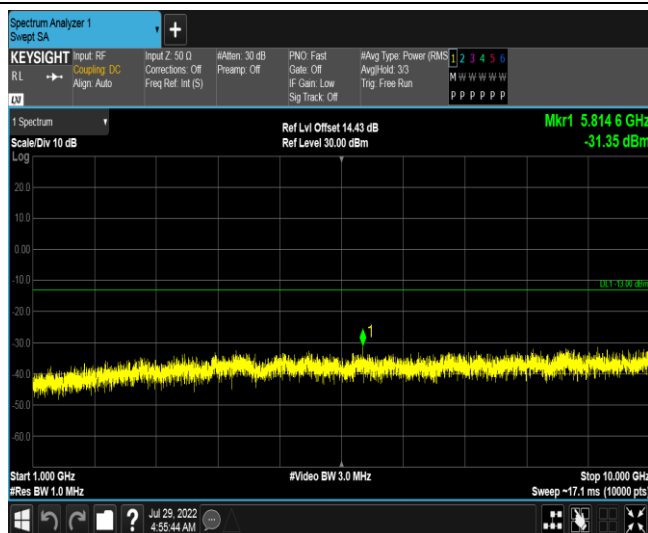 Spectrum Analyzer 1
Swept SA
+
KEYSIGHT
RL
LXI
Input: RF
Coupling: DC
Align: Auto
Input Z: 50 Ω
Corrections: Off
Freq Ref: Int (S)
#Atten: 30 dB
Preamp: Off
PNO: Fast
Gate: Off
IF Gain: Low
Sig Track: Off
#Avg Type: Power (RMS
Avg|Hold: 3/3
Trig: Free Run
1 2 3 4 5 6
M W W W W W
P P P P P P
1 Spectrum
Scale/Div 10 dB
Ref Lvl Offset 14.43 dB
Ref Level 30.00 dBm
Mkr1 5.814 6 GHz
-31.35 dBm
Log
20.0
10.0
0.00
-10.0
-20.0
-30.0
-40.0
-50.0
-60.0
DL1 -13.00 dBm
1
Start 1.000 GHz
#Res BW 1.0 MHz
#Video BW 3.0 MHz
Stop 10.000 GHz
Sweep ~17.1 ms (10000 pts)
?
Jul 29, 2022
4:55:44 AM